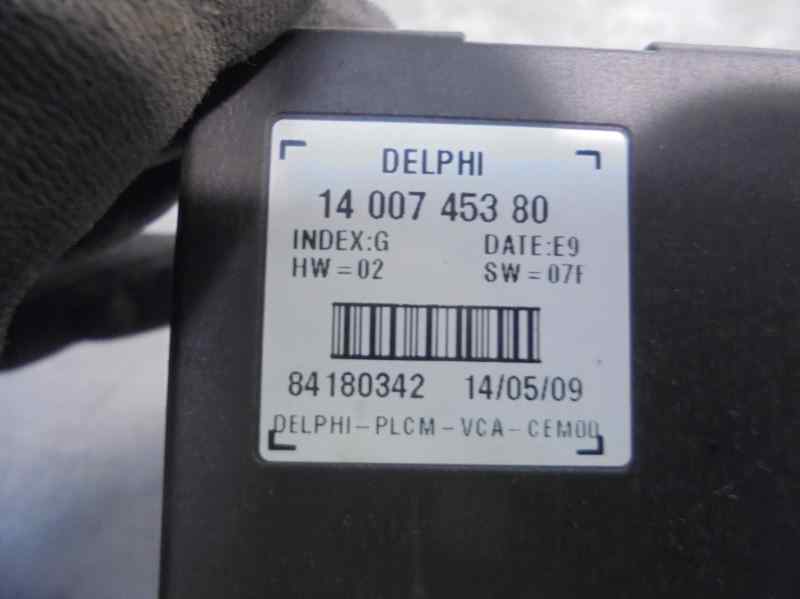 DELPHI
14 007 453 80
INDEX:G DATE:E9
HW=02 SW=07F
84180342 14/05/09
DELPHI-PLCM-VCA-CEM00